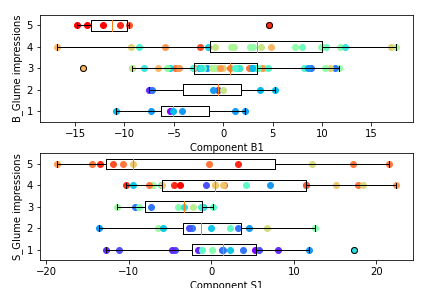 B_Glume impressions
5
4
3
2
1
−15 −10 −5 0 5 10 15
Component B1
S_Glume impressions
5
4
3
2
1
−20 −10 0 10 20
Component S1